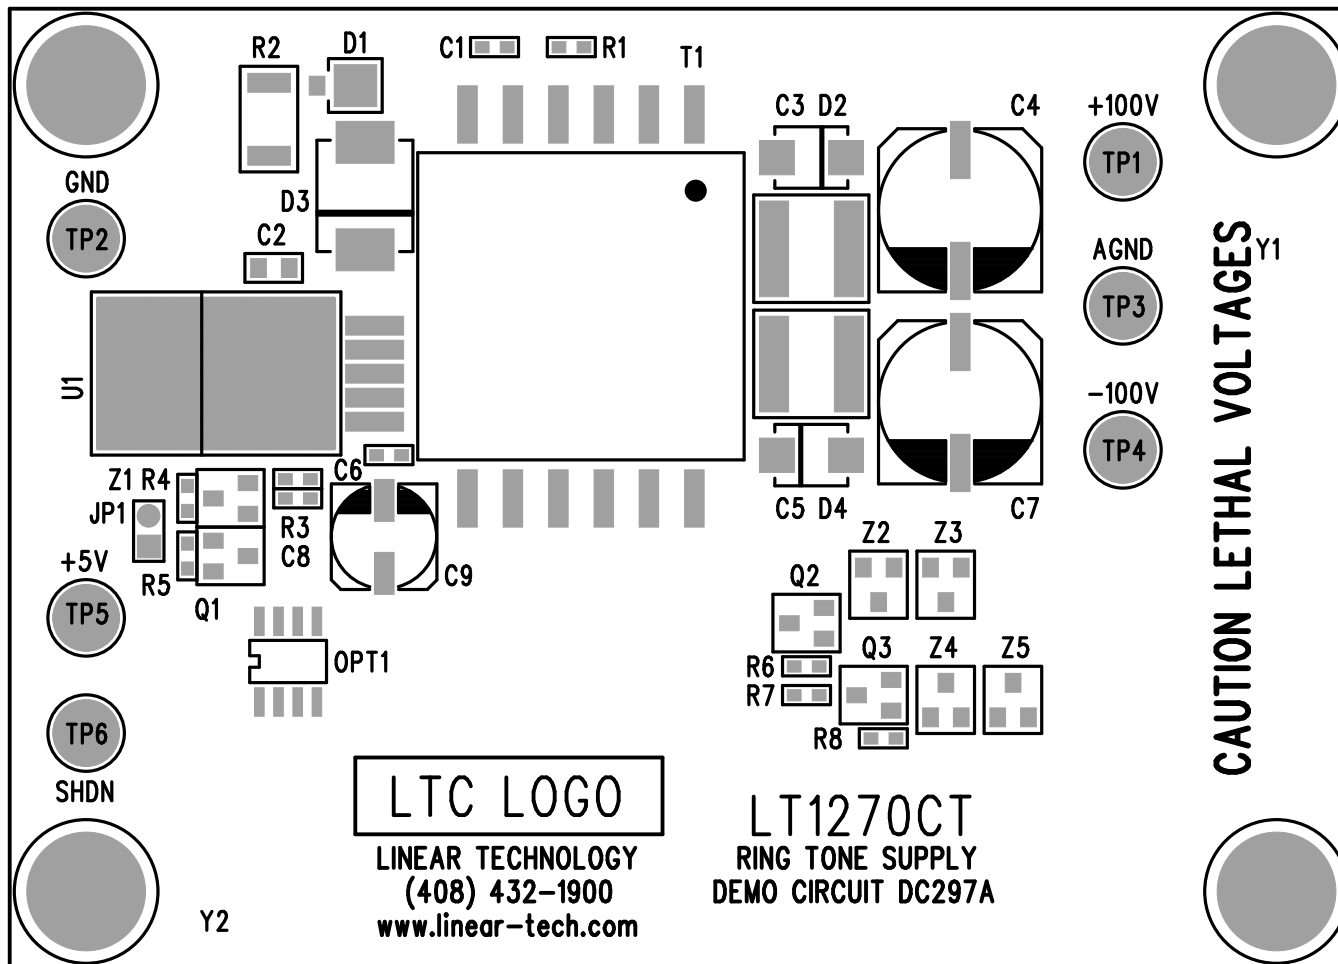 R2
D1
C1
R1
T1
C3 D2
C4
+100V
TP1
GND
TP2
D3
C2
AGND
TP3
Y1
CAUTION LETHAL VOLTAGES
U1
-100V
TP4
Z1 R4
C6
JP1
R3
C8
C5 D4
C7
+5V
R5
TP5
Q1
C9
Z2
Z3
Q2
OPT1
R6
R7
Q3
Z4
Z5
R8
TP6
SHDN
LTC LOGO
LINEAR TECHNOLOGY
(408) 432-1900
www.linear-tech.com
LT1270CT
RING TONE SUPPLY
DEMO CIRCUIT DC297A
Y2